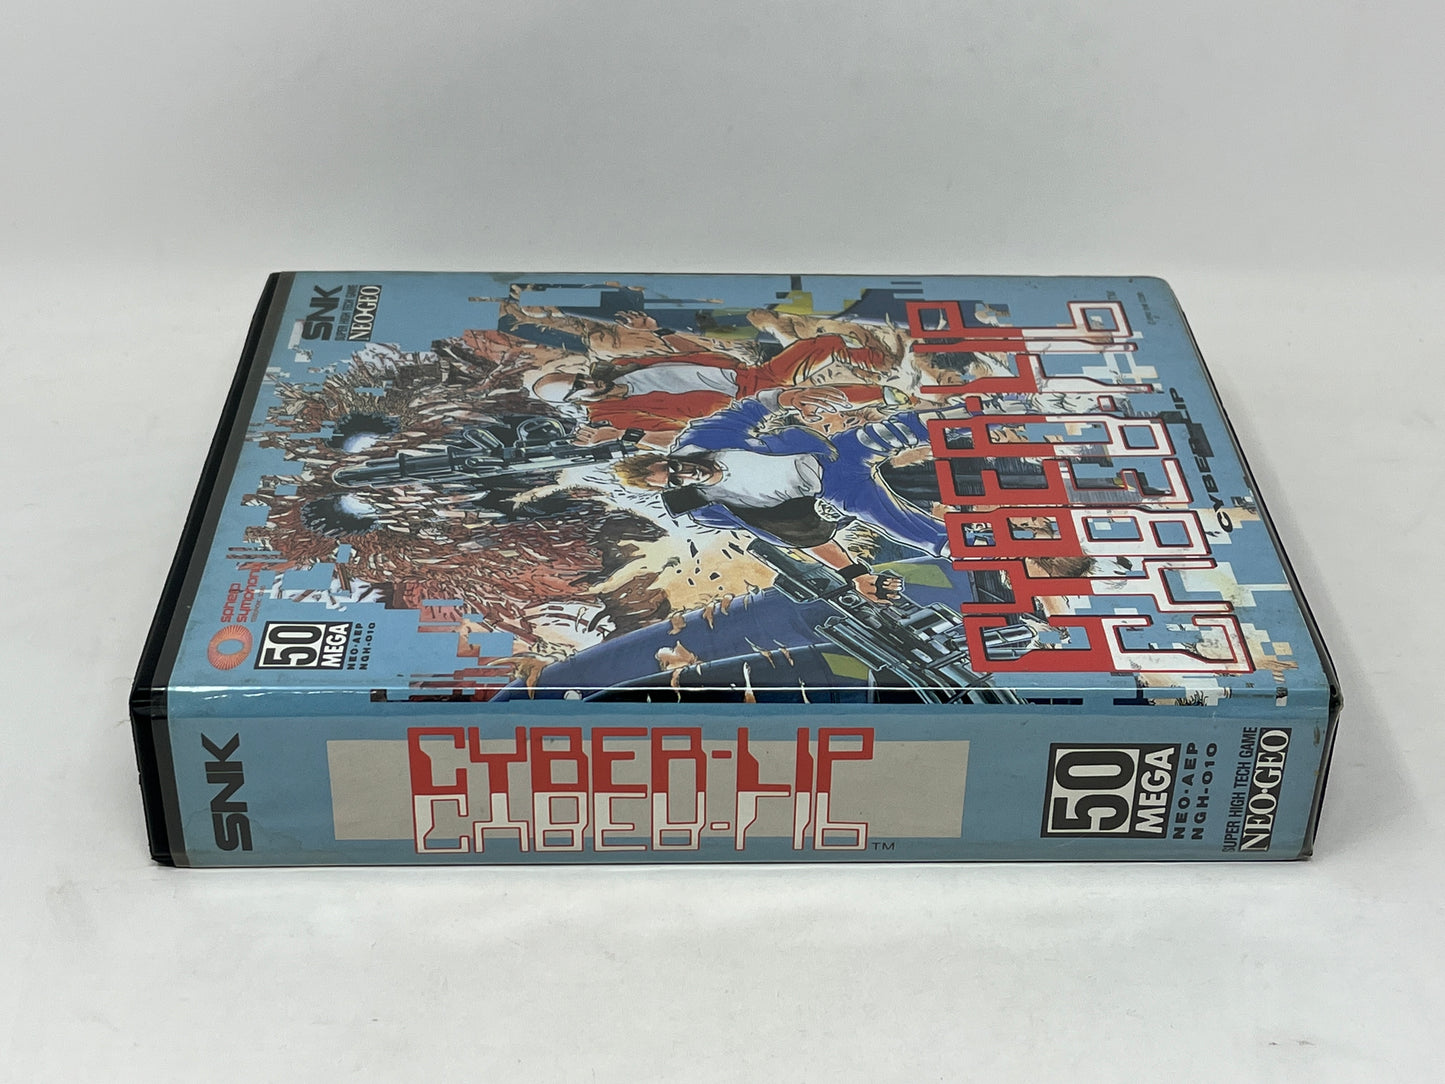 SNK
SUPER HIGH TECH GAME
NEO•GEO
CYBER-LIP
CYBER-LIP
CYBER-LIP
50
MEGA
NEO-AEP
NGH-010
SNK
CYBER-LIP
CYBER-LIP
TM
50
MEGA
NEO-AEP
NGH-010
SUPER HIGH TECH GAME
NEO•GEO